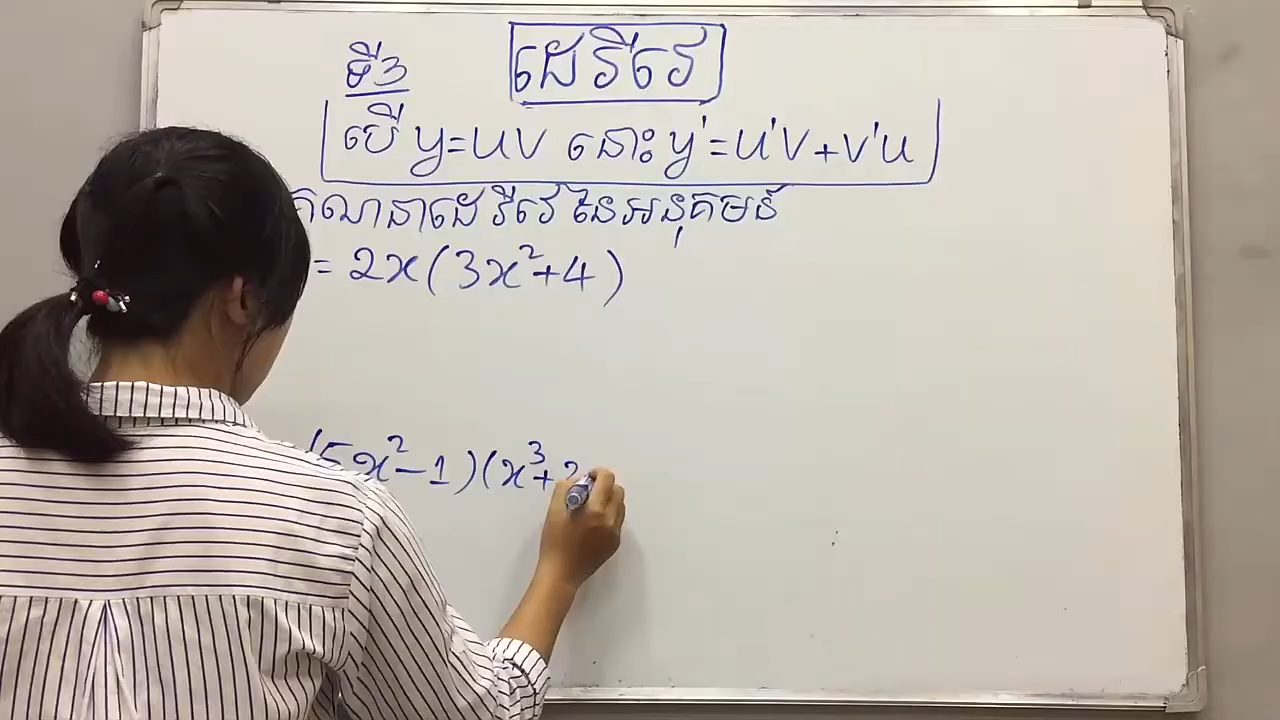 ដេរីវេ
ទី3
បើ y=uv នោះ y'=u'v+v'u
គណនាដេរីវេនៃអនុគមន៍
= 2x(3x²+4)
(5x²-1)(x³+